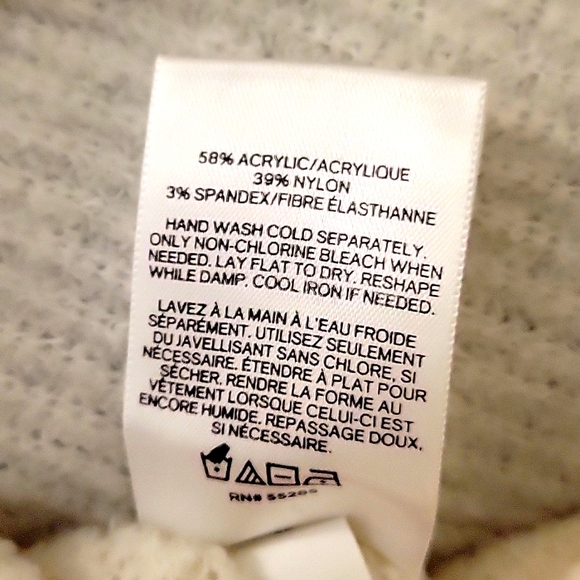 58% ACRYLIC/ACRYLIQUE
39% NYLON
3% SPANDEX/FIBRE ÉLASTHANNE
HAND WASH COLD SEPARATELY.
ONLY NON-CHLORINE BLEACH WHEN
NEEDED. LAY FLAT TO DRY. RESHAPE
WHILE DAMP. COOL IRON IF NEEDED.
LAVEZ À LA MAIN À L'EAU FROIDE
SÉPARÉMENT. UTILISEZ SEULEMENT
DU JAVELLISANT SANS CHLORE, SI
NÉCESSAIRE. ÉTENDRE À PLAT POUR
SÉCHER. RENDRE LA FORME AU
VÊTEMENT LORSQUE CELUI-CI EST
ENCORE HUMIDE. REPASSAGE DOUX,
SI NÉCESSAIRE.
RN#